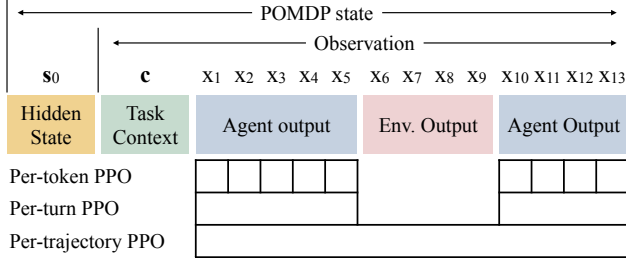 POMDP state
Observation
s0 c x1 x2 x3 x4 x5 x6 x7 x8 x9 x10 x11 x12 x13
Hidden State Task Context Agent output Env. Output Agent Output
Per-token PPO
Per-turn PPO
Per-trajectory PPO